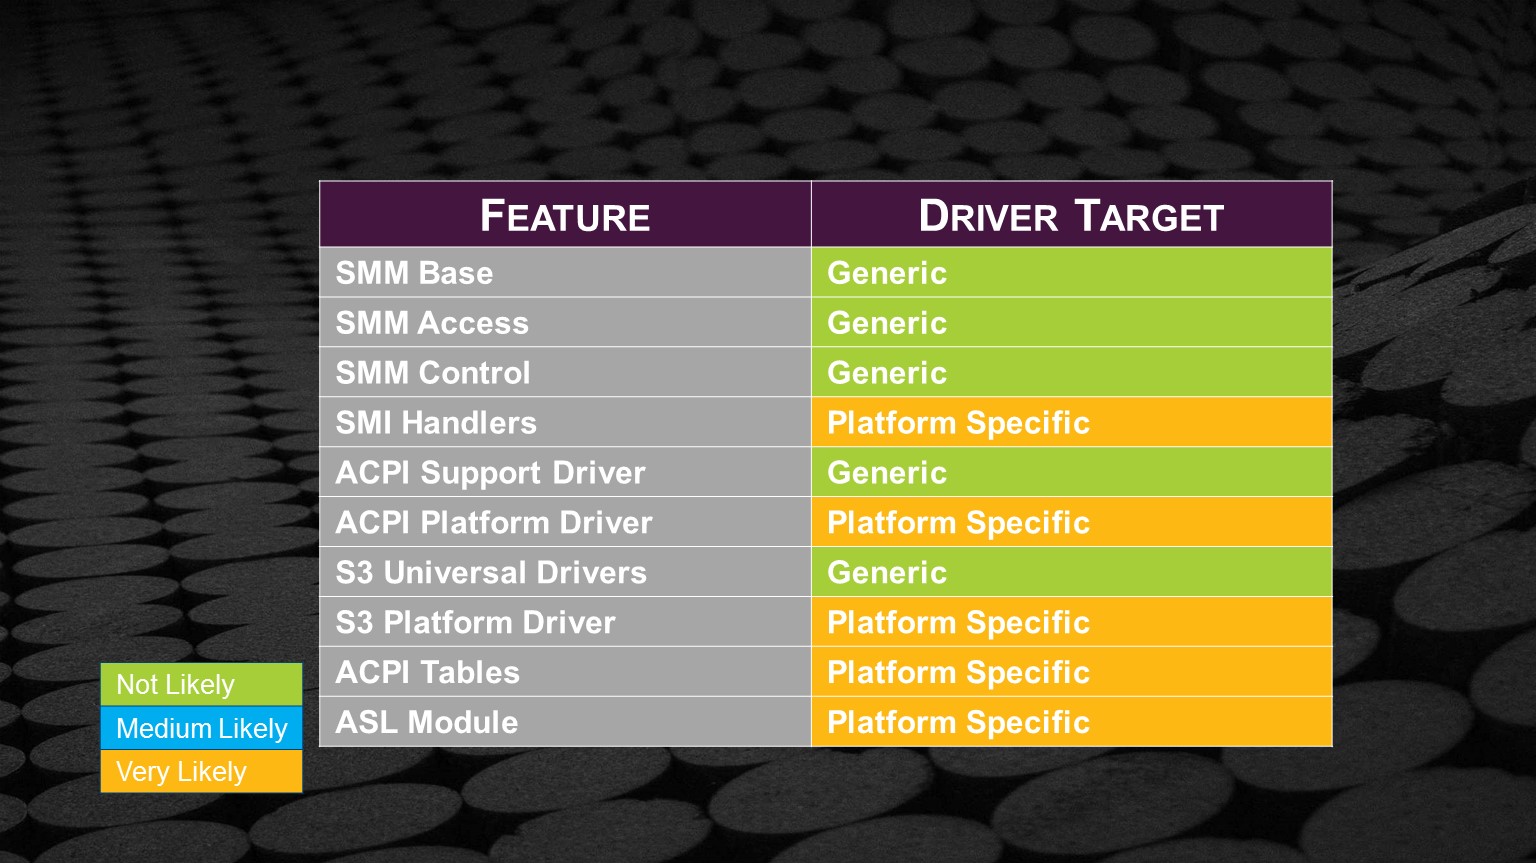 FEATURE DRIVER TARGET
SMM Base Generic
SMM Access Generic
SMM Control Generic
SMI Handlers Platform Specific
ACPI Support Driver Generic
ACPI Platform Driver Platform Specific
S3 Universal Drivers Generic
S3 Platform Driver Platform Specific
ACPI Tables Platform Specific
ASL Module Platform Specific
Not Likely
Medium Likely
Very Likely